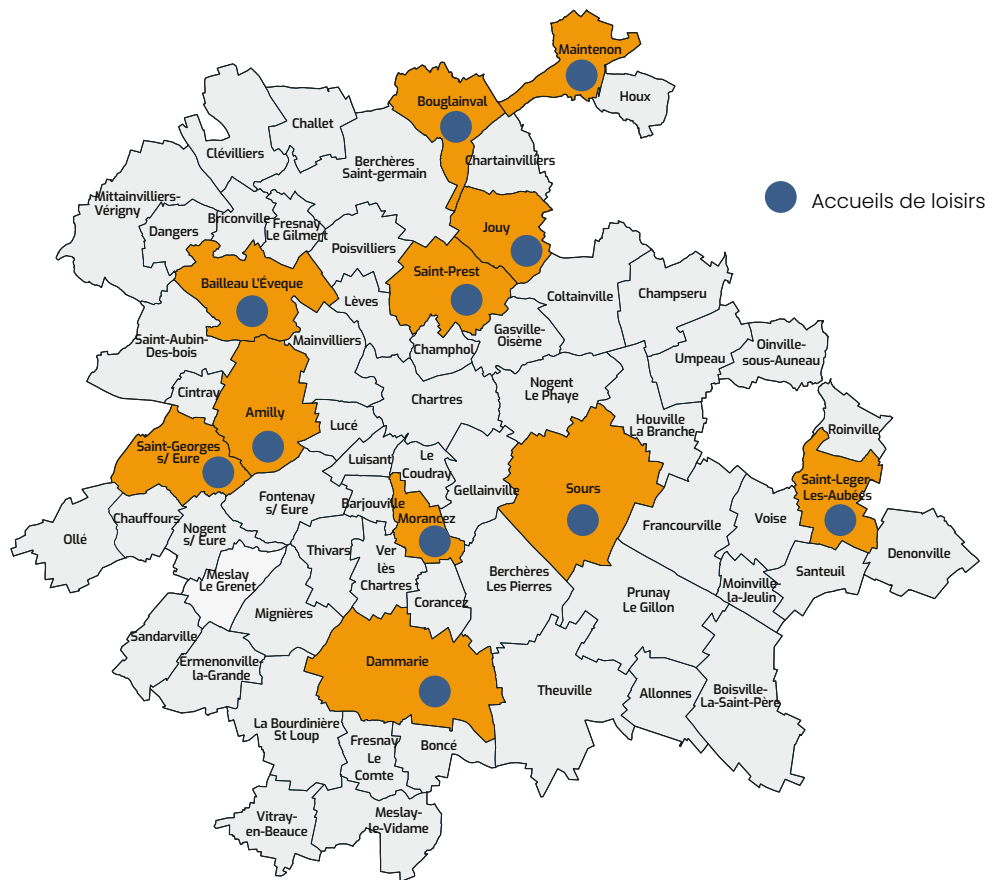 Maintenon
Houx
Bouglainval
Challet
Clévilliers
Berchères
Saint-germain
Chartainvilliers
Accueils de loisirs
Mittainvilliers-
Vérigny
Dangers
Briconville
Fresnay
Le Gilmert
Poisvilliers
Jouy
Saint-Prest
Bailleau L'Éveque
Lèves
Coltainville
Champseru
Saint-Aubin-
Des-bois
Mainvilliers
Champhol
Gasville-
Oisème
Umpeau
Oinville-
sous-Auneau
Cintray
Chartres
Nogent
Le Phaye
Amilly
Lucé
Houville
La Branche
Roinville
Saint-Georges
s/ Eure
Luisant
Le
Coudray
Gellainville
Sours
Saint-Leger
Les-Aubées
Ollé
Chauffours
Nogent
s/ Eure
Fontenay
s/ Eure
Barjouville
Morancez
Francourville
Voise
Denonville
Thivars
Ver
lès
Chartres
Berchères
Les Pierres
Meslay
Le Grenet
Mignières
Corancez
Prunay
Le Gillon
Moinville
la-Jeulin
Santeuil
Sandarville
Ermenonville-
la-Grande
Dammarie
Theuville
Allonnes
Boisville-
La-Saint-Père
La Bourdinière
St Loup
Fresnay
Le
Comte
Boncé
Vitray-
en-Beauce
Meslay-
le-Vidame